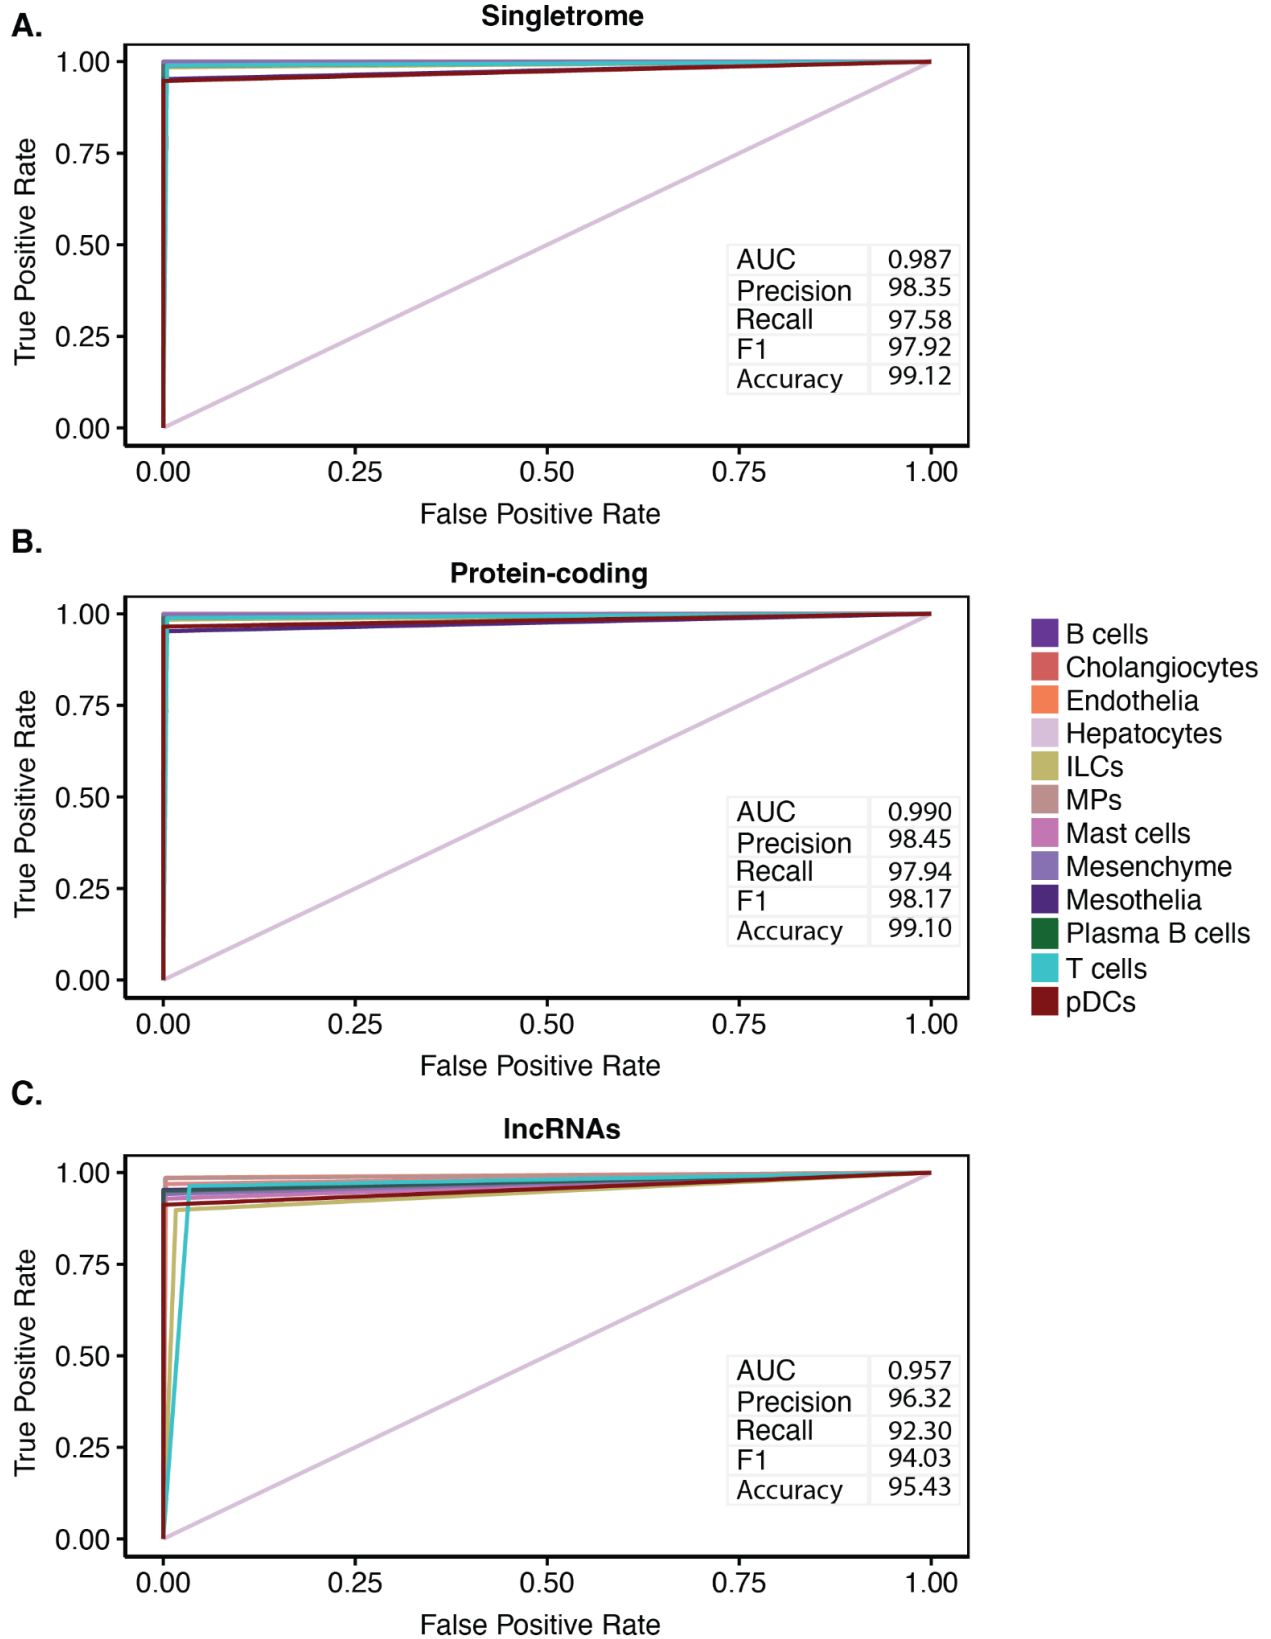 A.
Singletrome
True Positive Rate
1.00
0.75
0.50
0.25
0.00
AUC 0.987
Precision 98.35
Recall 97.58
F1 97.92
Accuracy 99.12
0.00 0.25 0.50 0.75 1.00
False Positive Rate
B.
Protein-coding
True Positive Rate
1.00
0.75
0.50
0.25
0.00
AUC 0.990
Precision 98.45
Recall 97.94
F1 98.17
Accuracy 99.10
0.00 0.25 0.50 0.75 1.00
False Positive Rate
B cells
Cholangiocytes
Endothelia
Hepatocytes
ILCs
MPs
Mast cells
Mesenchyme
Mesothelia
Plasma B cells
T cells
pDCs
C.
lncRNAs
True Positive Rate
1.00
0.75
0.50
0.25
0.00
AUC 0.957
Precision 96.32
Recall 92.30
F1 94.03
Accuracy 95.43
0.00 0.25 0.50 0.75 1.00
False Positive Rate